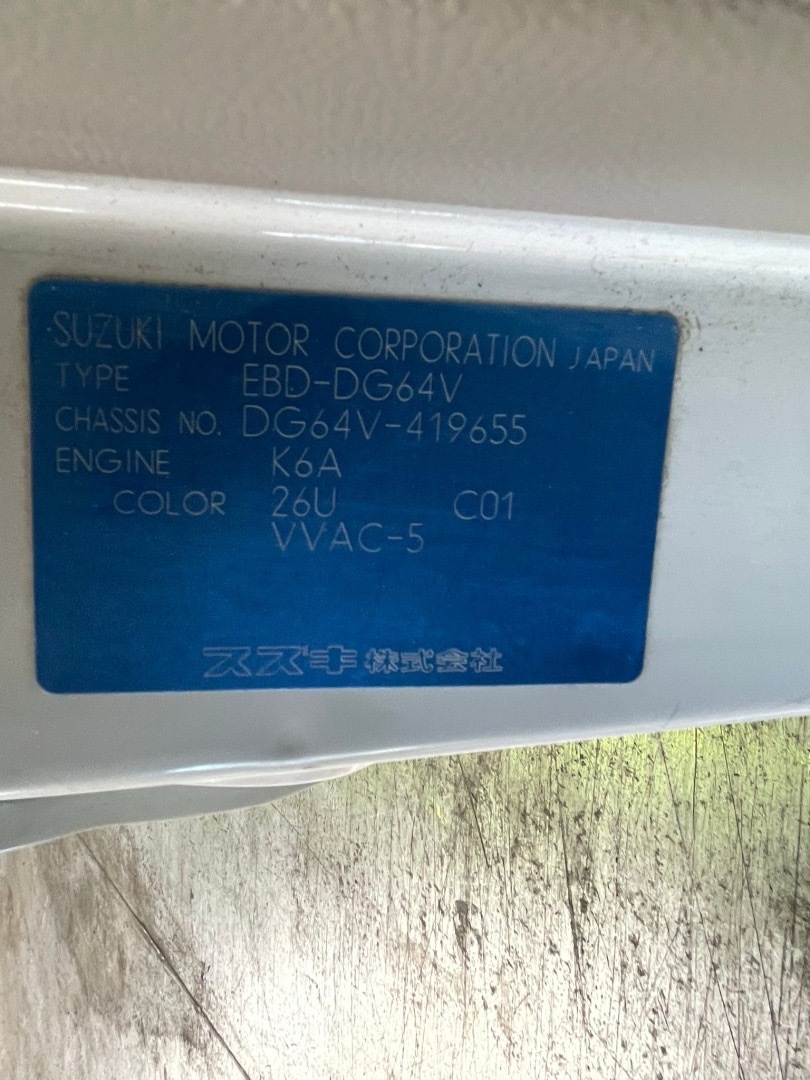 SUZUKI MOTOR CORPORATION JAPAN
TYPE EBD-DG64V
CHASSIS NO. DG64V-419655
ENGINE K6A
COLOR 26U C01
VVAC-5
スズキ株式会社